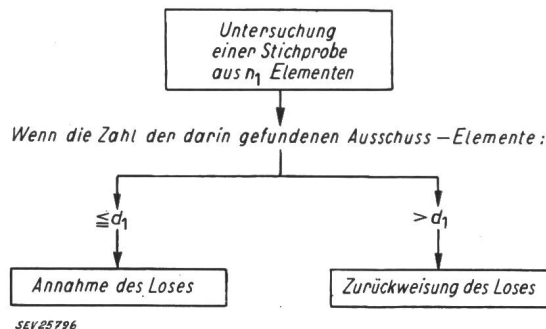 Untersuchung
einer Stichprobe
aus n₁ Elementen
Wenn die Zahl der darin gefundenen Ausschuss – Elemente:
≦ d₁
> d₁
Annahme des Loses
Zurückweisung des Loses
SEV25796